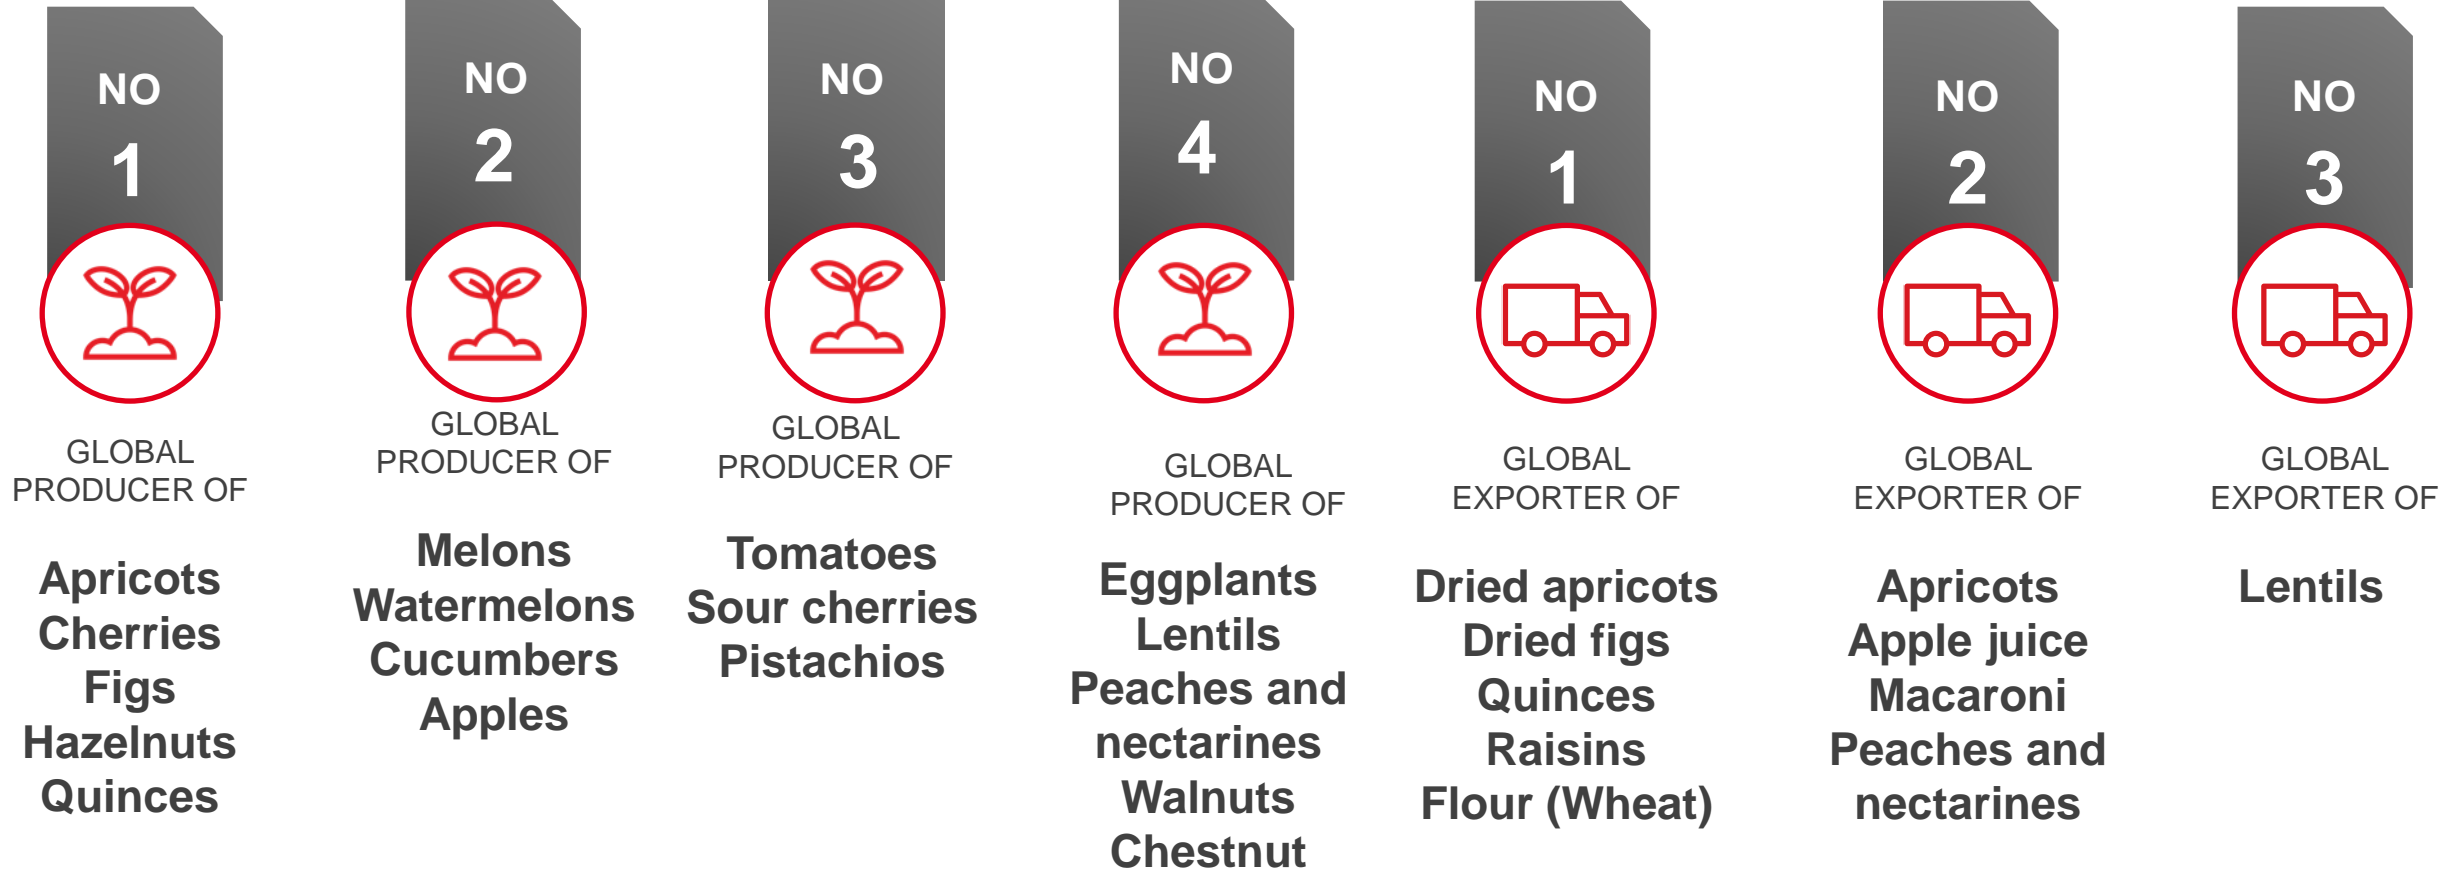 NO
1
GLOBAL
PRODUCER OF
Apricots
Cherries
Figs
Hazelnuts
Quinces
NO
2
GLOBAL
PRODUCER OF
Melons
Watermelons
Cucumbers
Apples
NO
3
GLOBAL
PRODUCER OF
Tomatoes
Sour cherries
Pistachios
NO
4
GLOBAL
PRODUCER OF
Eggplants
Lentils
Peaches and
nectarines
Walnuts
Chestnut
NO
1
GLOBAL
EXPORTER OF
Dried apricots
Dried figs
Quinces
Raisins
Flour (Wheat)
NO
2
GLOBAL
EXPORTER OF
Apricots
Apple juice
Macaroni
Peaches and
nectarines
NO
3
GLOBAL
EXPORTER OF
Lentils